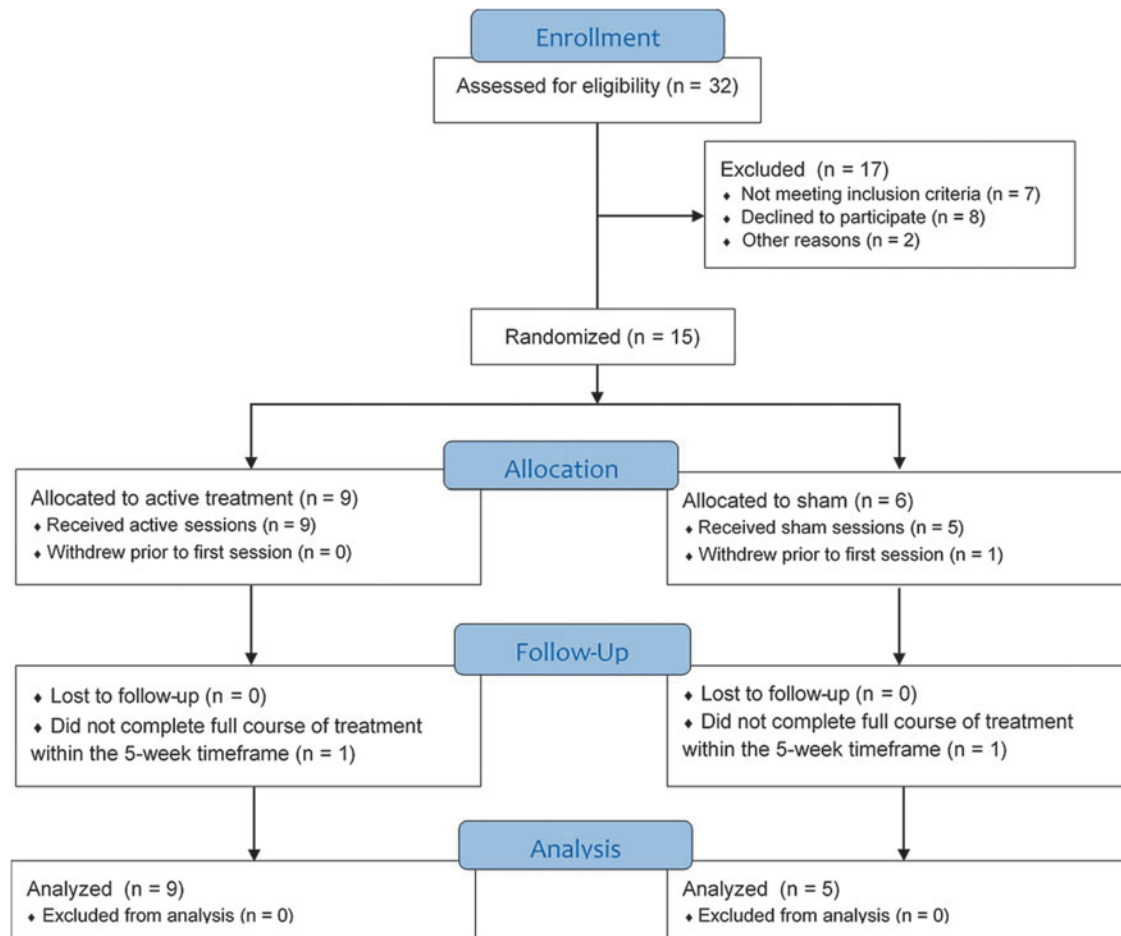 Enrollment
Assessed for eligibility (n = 32)
Excluded (n = 17)
♦ Not meeting inclusion criteria (n = 7)
♦ Declined to participate (n = 8)
♦ Other reasons (n = 2)
Randomized (n = 15)
Allocation
Allocated to active treatment (n = 9)
♦ Received active sessions (n = 9)
♦ Withdrew prior to first session (n = 0)
Allocated to sham (n = 6)
♦ Received sham sessions (n = 5)
♦ Withdrew prior to first session (n = 1)
Follow-Up
♦ Lost to follow-up (n = 0)
♦ Did not complete full course of treatment
within the 5-week timeframe (n = 1)
♦ Lost to follow-up (n = 0)
♦ Did not complete full course of treatment
within the 5-week timeframe (n = 1)
Analysis
Analyzed (n = 9)
♦ Excluded from analysis (n = 0)
Analyzed (n = 5)
♦ Excluded from analysis (n = 0)